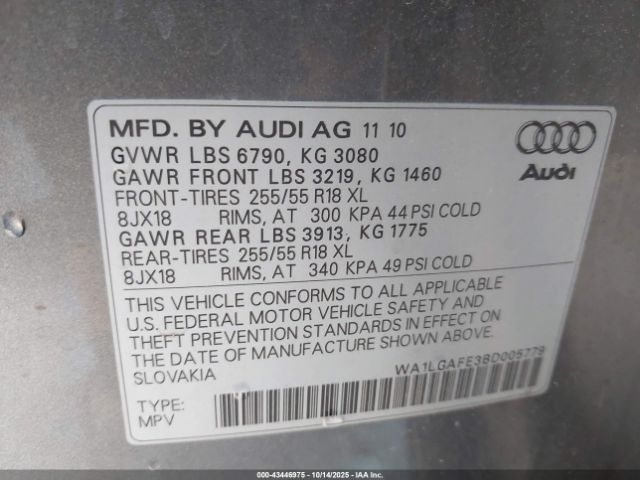 MFD. BY AUDI AG 11 10
GVWR LBS 6790, KG 3080
GAWR FRONT LBS 3219, KG 1460
FRONT-TIRES 255/55 R18 XL
8JX18 RIMS, AT 300 KPA 44 PSI COLD
GAWR REAR LBS 3913, KG 1775
REAR-TIRES 255/55 R18 XL
8JX18 RIMS, AT 340 KPA 49 PSI COLD
Audi
THIS VEHICLE CONFORMS TO ALL APPLICABLE
U.S. FEDERAL MOTOR VEHICLE SAFETY AND
THEFT PREVENTION STANDARDS IN EFFECT ON
THE DATE OF MANUFACTURE SHOWN ABOVE.
SLOVAKIA
WA1LGAFE3BD005779
TYPE:
MPV
000-43446975 - 10/14/2025 - IAA Inc.